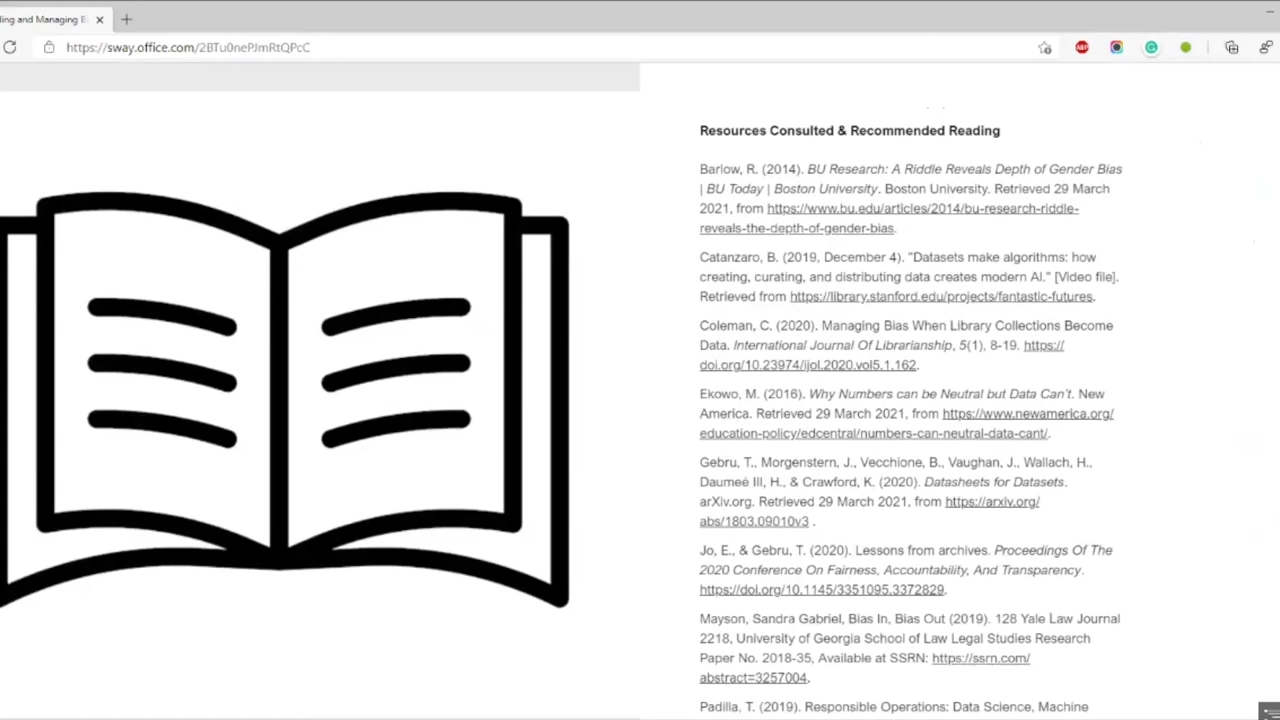 ling and Managing B
https://sway.office.com/2BTu0nePJmRtQPcC
ABP
Resources Consulted & Recommended Reading
Barlow, R. (2014). BU Research: A Riddle Reveals Depth of Gender Bias
| BU Today | Boston University. Boston University. Retrieved 29 March
2021, from https://www.bu.edu/articles/2014/bu-research-riddle-
reveals-the-depth-of-gender-bias.
Catanzaro, B. (2019, December 4). "Datasets make algorithms: how
creating, curating, and distributing data creates modern AI." [Video file].
Retrieved from https://library.stanford.edu/projects/fantastic-futures.
Coleman, C. (2020). Managing Bias When Library Collections Become
Data. International Journal Of Librarianship, 5(1), 8-19. https://
doi.org/10.23974/ijol.2020.vol5.1.162.
Ekowo, M. (2016). Why Numbers can be Neutral but Data Can't. New
America. Retrieved 29 March 2021, from https://www.newamerica.org/
education-policy/edcentral/numbers-can-neutral-data-cant/.
Gebru, T., Morgenstern, J., Vecchione, B., Vaughan, J., Wallach, H.,
Daumeé III, H., & Crawford, K. (2020). Datasheets for Datasets.
arXiv.org. Retrieved 29 March 2021, from https://arxiv.org/
abs/1803.09010v3 .
Jo, E., & Gebru, T. (2020). Lessons from archives. Proceedings Of The
2020 Conference On Fairness, Accountability, And Transparency.
https://doi.org/10.1145/3351095.3372829.
Mayson, Sandra Gabriel, Bias In, Bias Out (2019). 128 Yale Law Journal
2218, University of Georgia School of Law Legal Studies Research
Paper No. 2018-35, Available at SSRN: https://ssrn.com/
abstract=3257004.
Padilla, T. (2019). Responsible Operations: Data Science, Machine